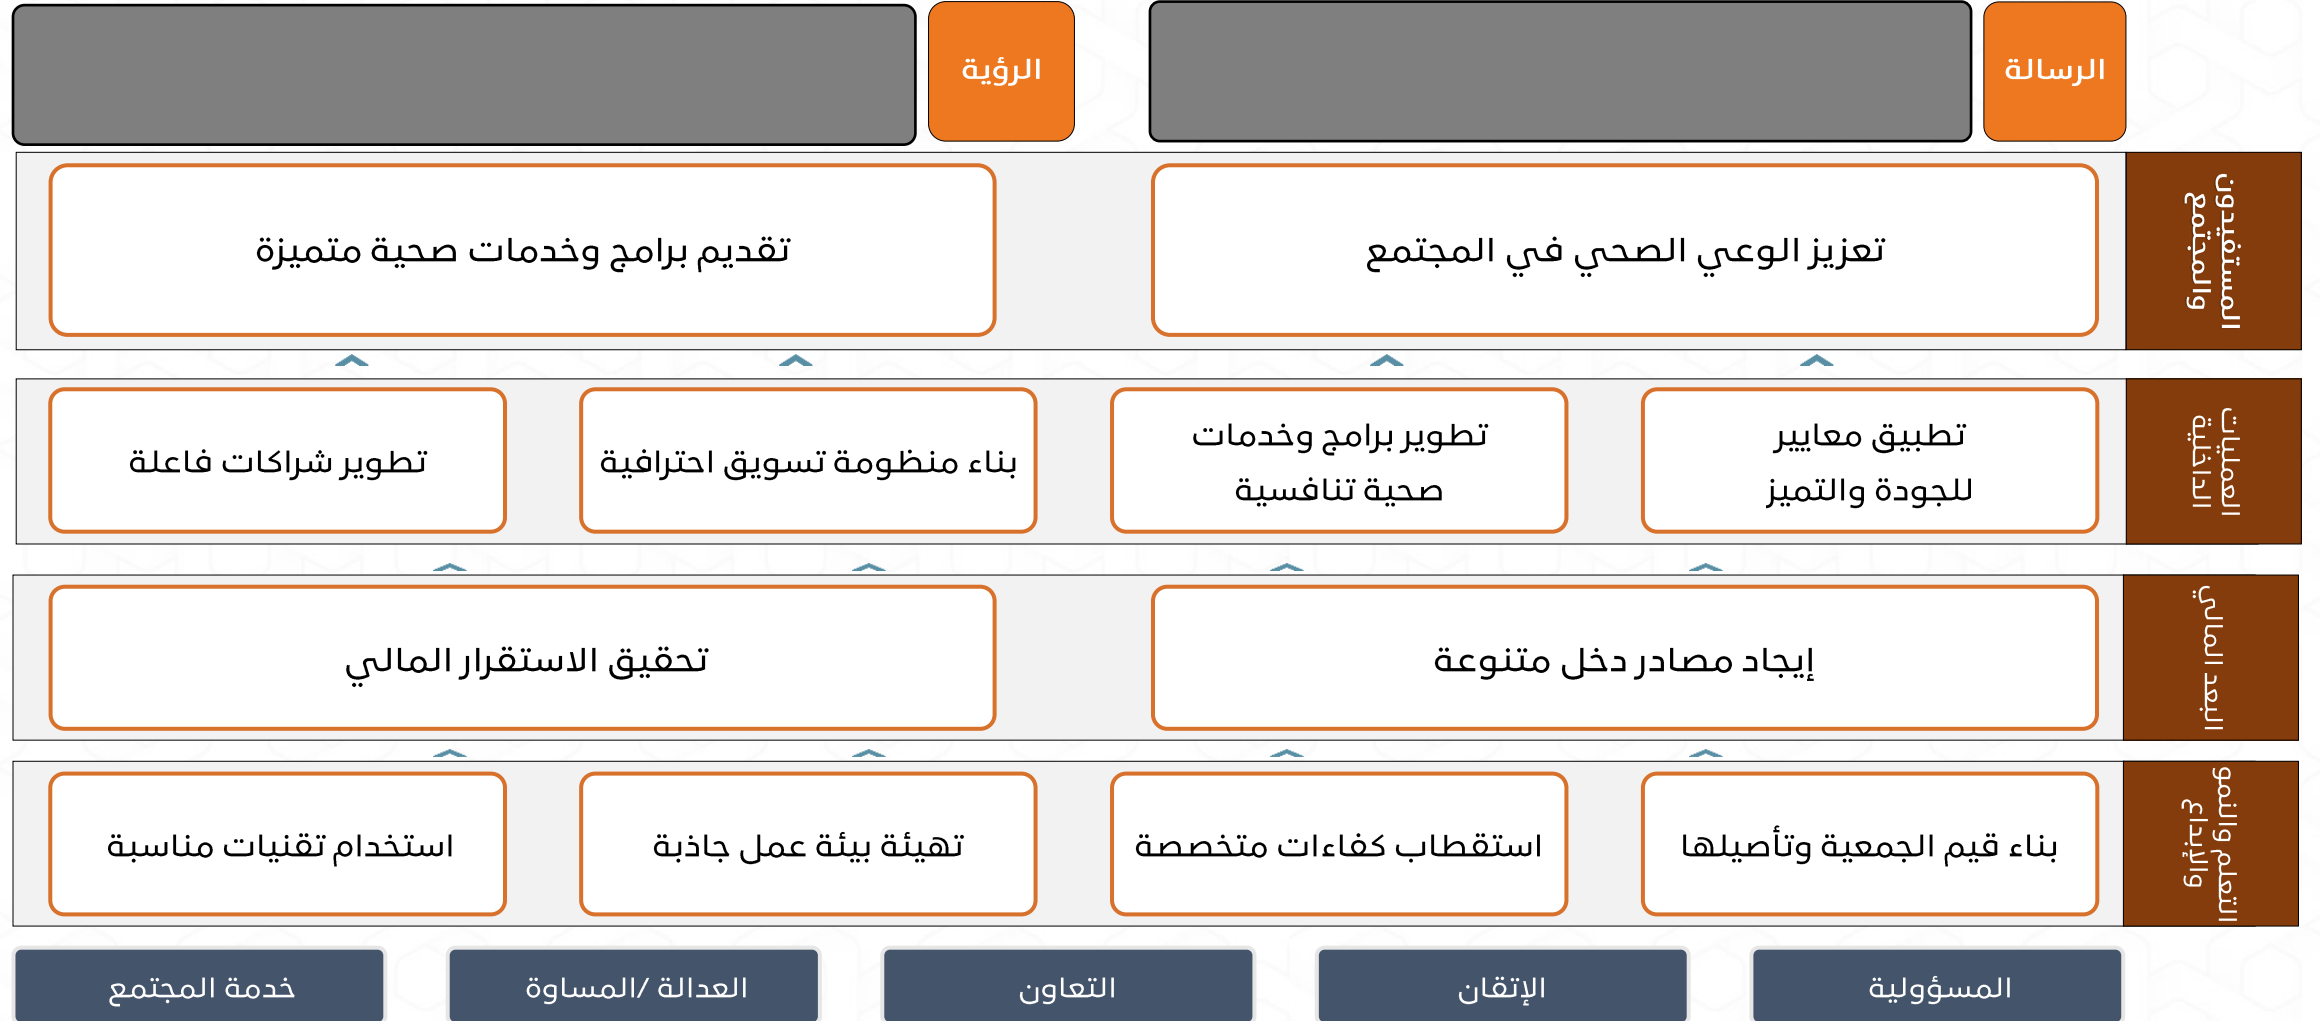 الرسالة
الرؤية
المستفيدون
والمجتمع
تعزيز الوعي الصحي في المجتمع
تقديم برامج وخدمات صحية متميزة
العمليات
الداخلية
تطبيق معايير
للجودة والتميز
تطوير برامج وخدمات
صحية تنافسية
بناء منظومة تسويق احترافية
تطوير شراكات فاعلة
البعد المالي
إيجاد مصادر دخل متنوعة
تحقيق الاستقرار المالي
التعلم والنمو
والإبداع
بناء قيم الجمعية وتأصيلها
استقطاب كفاءات متخصصة
تهيئة بيئة عمل جاذبة
استخدام تقنيات مناسبة
المسؤولية
الإتقان
التعاون
العدالة /المساوة
خدمة المجتمع